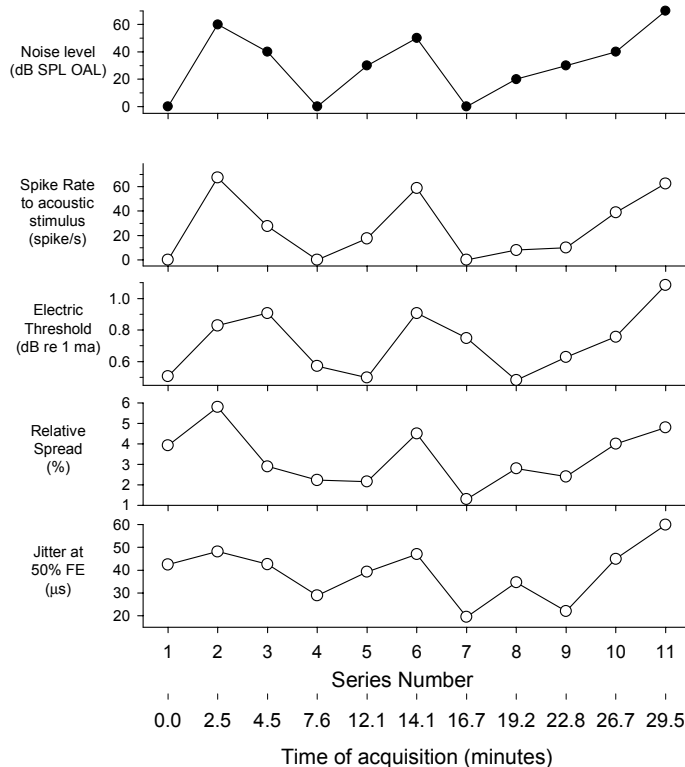 Noise level
(dB SPL OAL)
60
40
20
0
Spike Rate
to acoustic
stimulus
(spike/s)
60
40
20
0
Electric
Threshold
(dB re 1 ma)
1.0
0.8
0.6
Relative
Spread
(%)
6
5
4
3
2
1
Jitter at
50% FE
(μs)
60
50
40
30
20
1 2 3 4 5 6 7 8 9 10 11
Series Number
0.0 2.5 4.5 7.6 12.1 14.1 16.7 19.2 22.8 26.7 29.5
Time of acquisition (minutes)